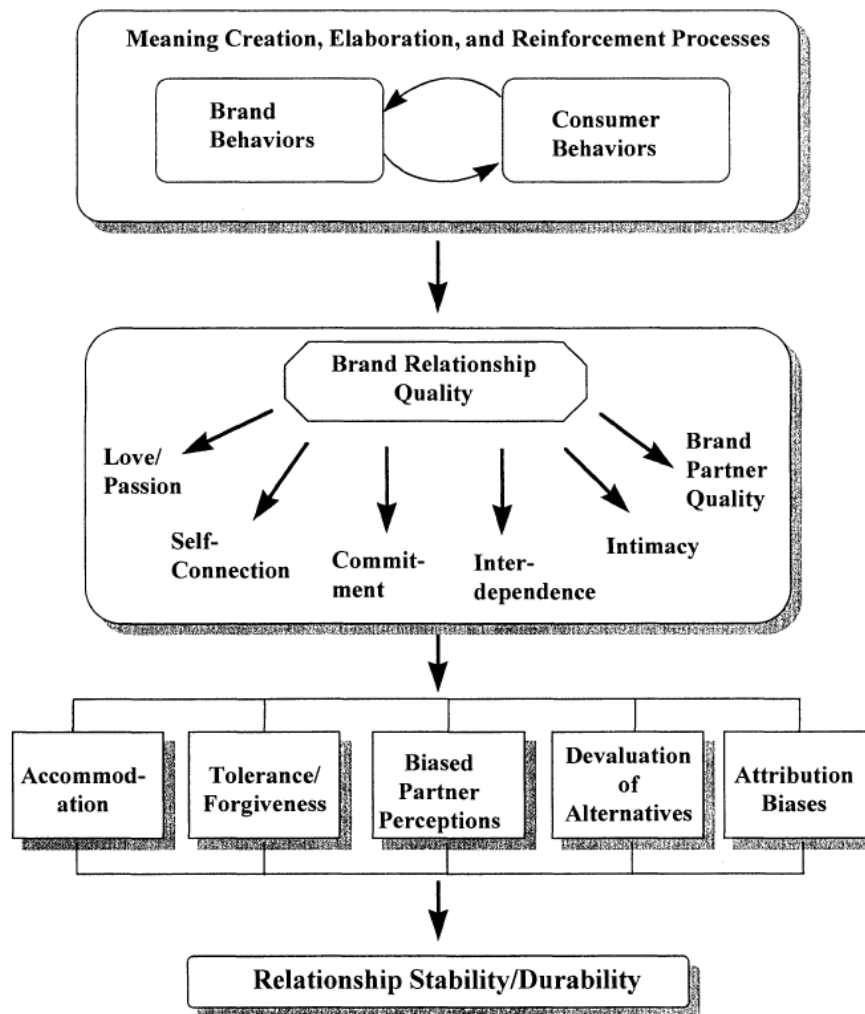 Meaning Creation, Elaboration, and Reinforcement Processes
Brand
Behaviors
Consumer
Behaviors
Brand Relationship
Quality
Love/
Passion
Self-
Connection
Commit-
ment
Inter-
dependence
Intimacy
Brand
Partner
Quality
Accommod-
ation
Tolerance/
Forgiveness
Biased
Partner
Perceptions
Devaluation
of
Alternatives
Attribution
Biases
Relationship Stability/Durability